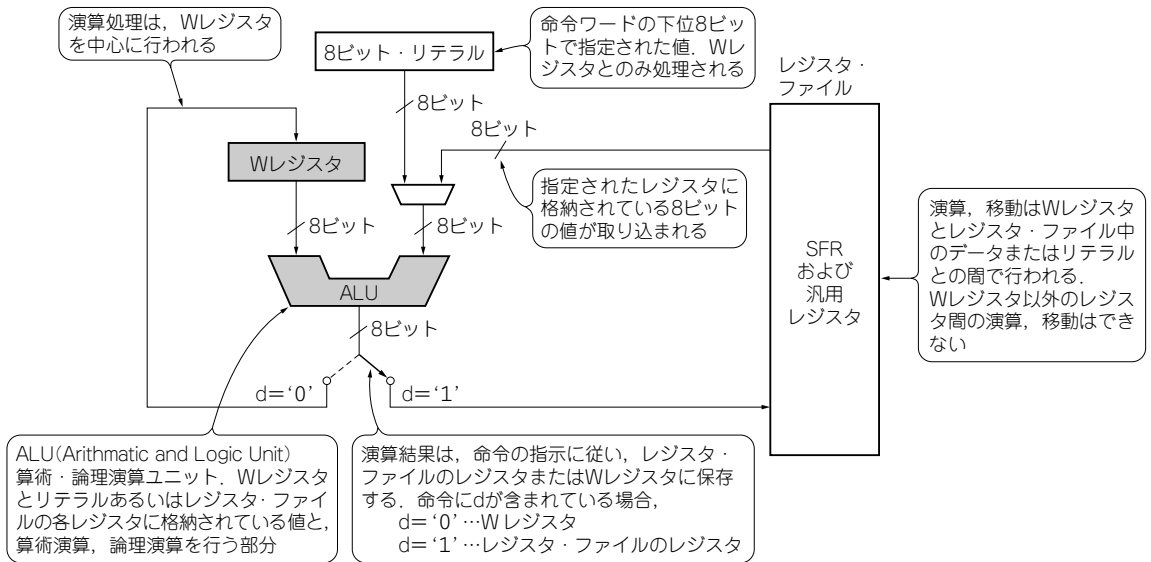 演算処理は，Wレジスタ
を中心に行われる
8ビット・リテラル
命令ワードの下位8ビッ
トで指定された値．Wレ
ジスタとのみ処理される
レジスタ・
ファイル
8ビット
8ビット
Wレジスタ
指定されたレジスタに
格納されている8ビット
の値が取り込まれる
8ビット
8ビット
ALU
8ビット
SFR
および
汎用
レジスタ
演算，移動はWレジスタ
とレジスタ・ファイル中
のデータまたはリテラル
との間で行われる．
Wレジスタ以外のレジス
タ間の演算，移動はでき
ない
d＝‘0’
d＝‘1’
ALU(Arithmatic and Logic Unit)
算術・論理演算ユニット．Wレジスタ
とリテラルあるいはレジスタ・ファイ
ルの各レジスタに格納されている値と，
算術演算，論理演算を行う部分
演算結果は，命令の指示に従い，レジスタ・
ファイルのレジスタまたはWレジスタに保存
する．命令にdが含まれている場合，
d＝‘0’…Wレジスタ
d＝‘1’…レジスタ・ファイルのレジスタ